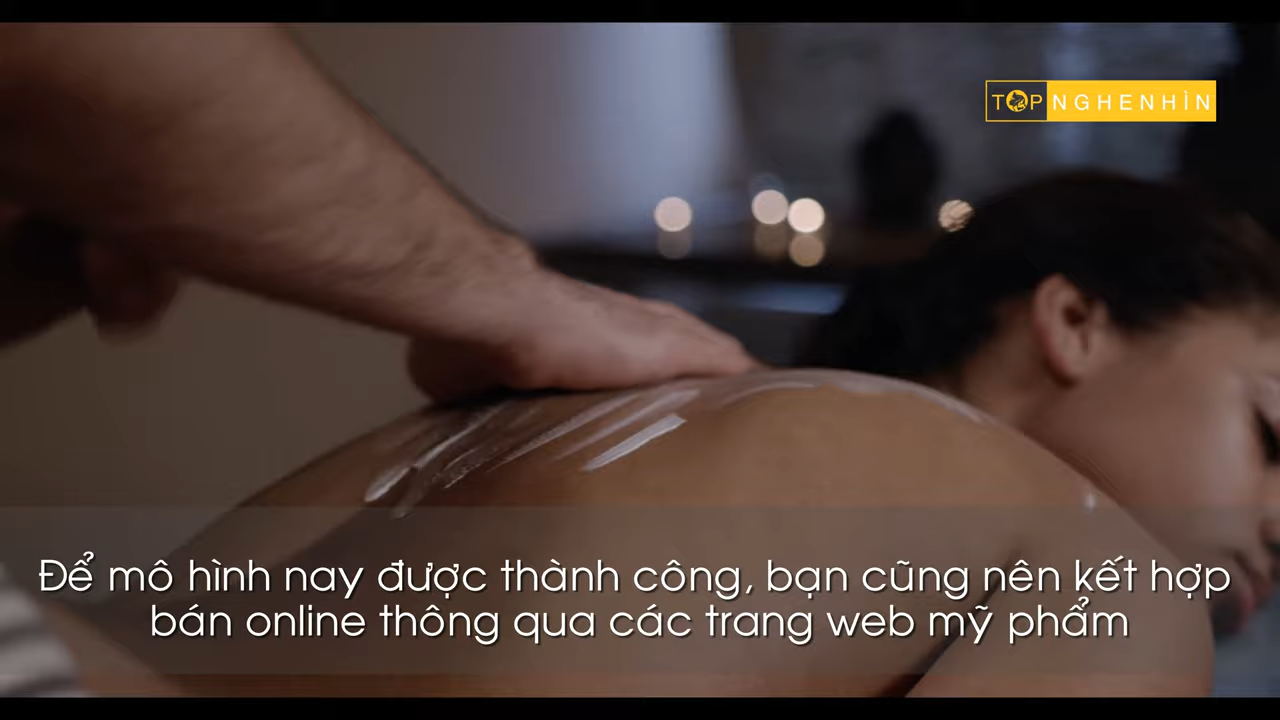 TOP NGHENHÌN
Để mô hình nay được thành công, bạn cũng nên kết hợp
bán online thông qua các trang web mỹ phẩm